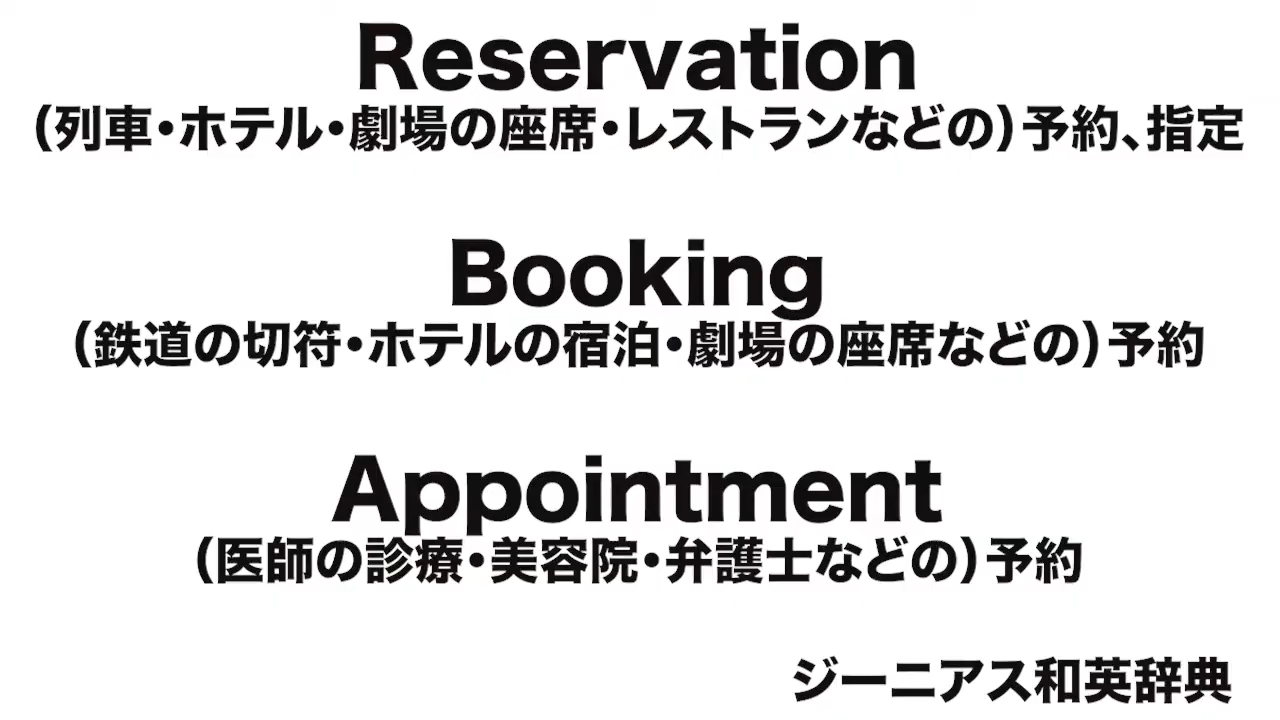 Reservation
(列車・ホテル・劇場の座席・レストランなどの)予約、指定
Booking
(鉄道の切符・ホテルの宿泊・劇場の座席などの)予約
Appointment
(医師の診療・美容院・弁護士などの)予約
ジーニアス和英辞典